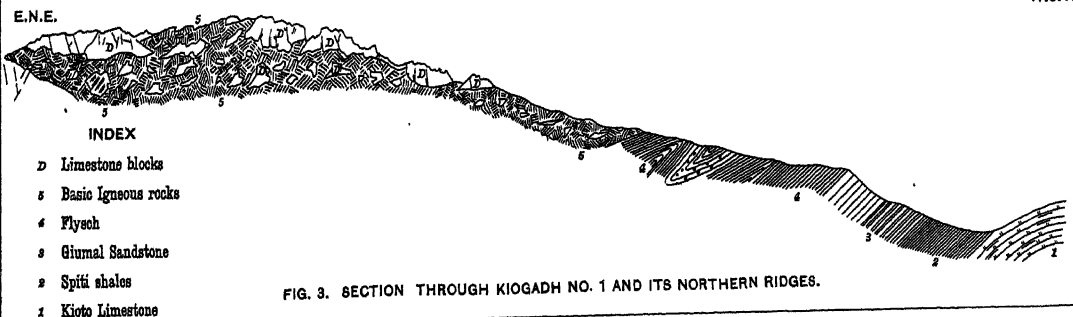 E.N.E.
5
D
D
D
D
D
5
5
5
4
4
3
2
1
INDEX
D Limestone blocks
5 Basic Igneous rocks
4 Flysch
3 Giumal Sandstone
2 Spiti shales
1 Kioto Limestone
FIG. 3. SECTION THROUGH KIOGADH NO. 1 AND ITS NORTHERN RIDGES.